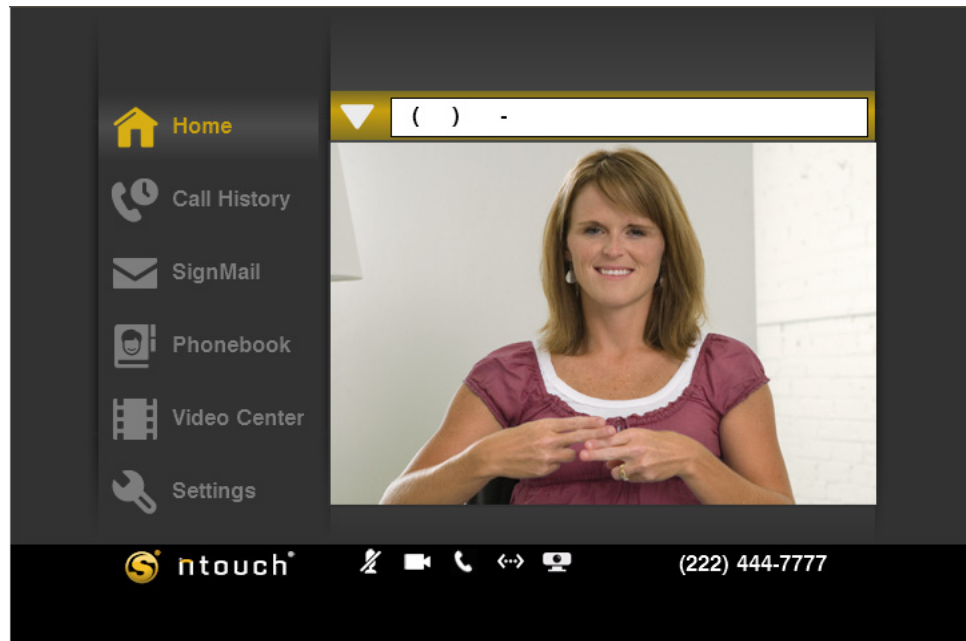 Home
( ) -
Call History
SignMail
Phonebook
Video Center
Settings
ntouch
(222) 444-7777